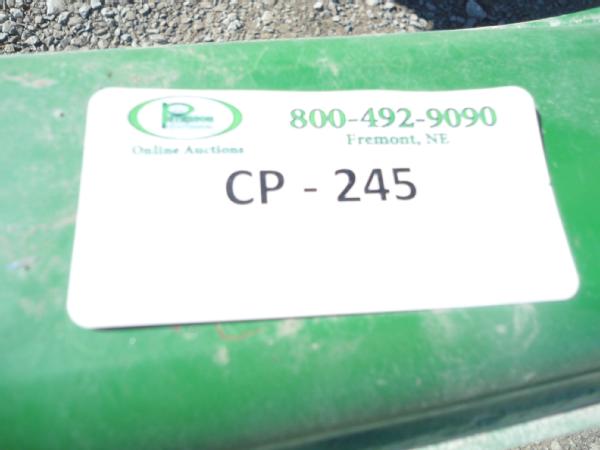 800-492-9090
Fremont, NE
Online Auctions
CP - 245